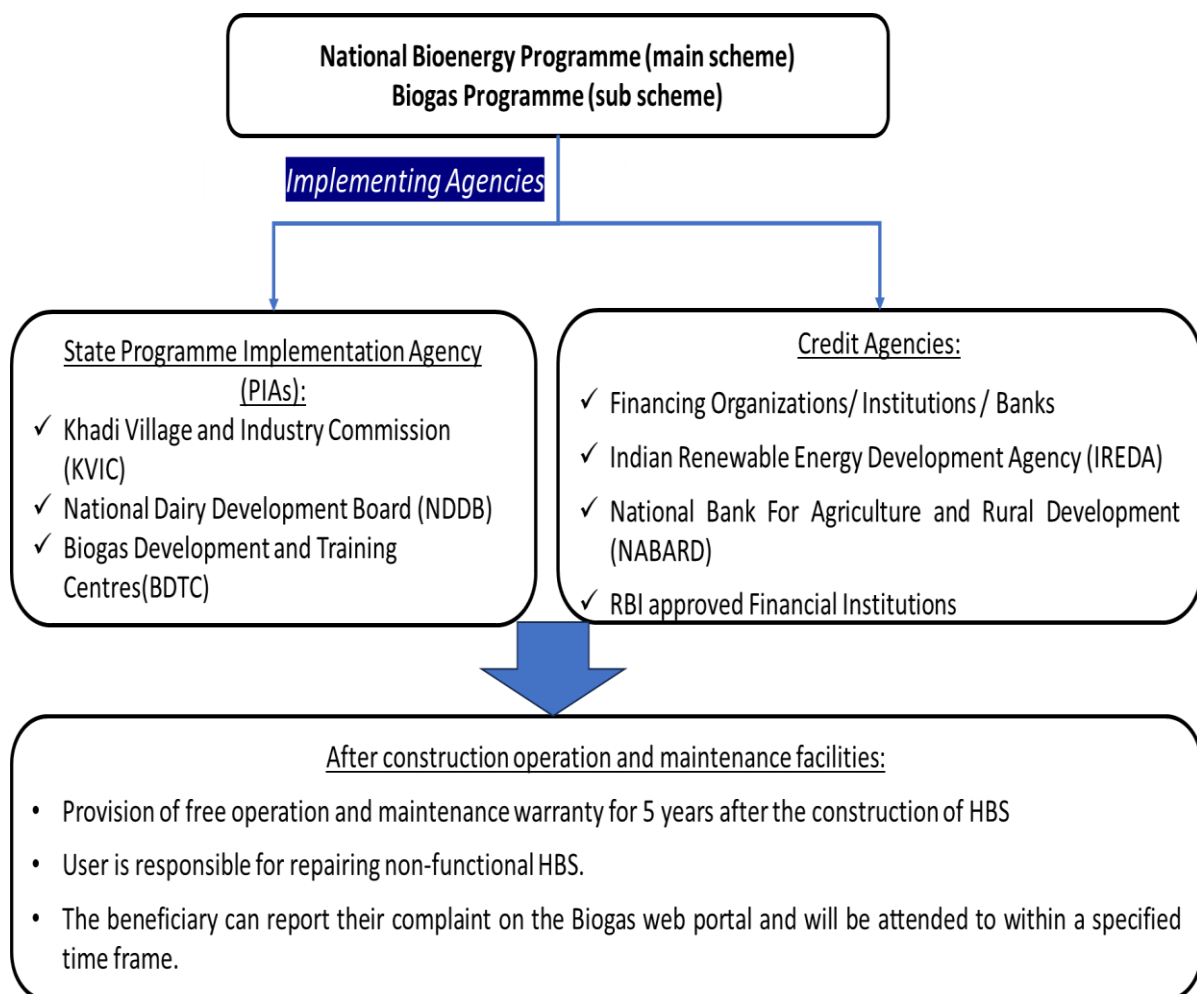 National Bioenergy Programme (main scheme)
Biogas Programme (sub scheme)
Implementing Agencies
State Programme Implementation Agency
(PIAs):
✓ Khadi Village and Industry Commission
(KVIC)
✓ National Dairy Development Board (NDDB)
✓ Biogas Development and Training
Centres(BDTC)
Credit Agencies:
✓ Financing Organizations/ Institutions / Banks
✓ Indian Renewable Energy Development Agency (IREDA)
✓ National Bank For Agriculture and Rural Development
(NABARD)
✓ RBI approved Financial Institutions
After construction operation and maintenance facilities:
• Provision of free operation and maintenance warranty for 5 years after the construction of HBS
• User is responsible for repairing non-functional HBS.
• The beneficiary can report their complaint on the Biogas web portal and will be attended to within a specified
time frame.